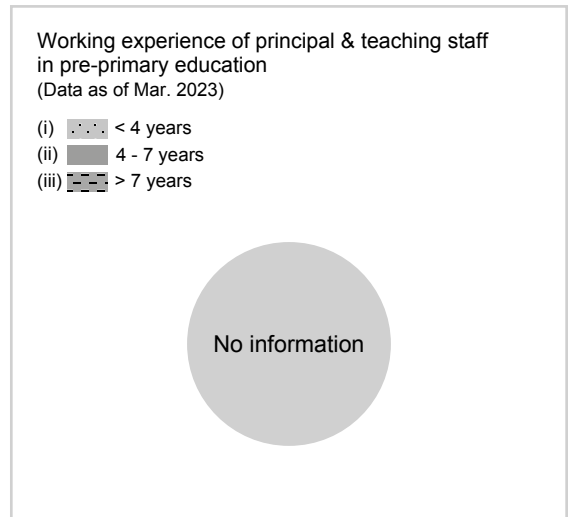 Working experience of principal & teaching staff
in pre-primary education
(Data as of Mar. 2023)
(i) < 4 years
(ii) 4 - 7 years
(iii) > 7 years
No information